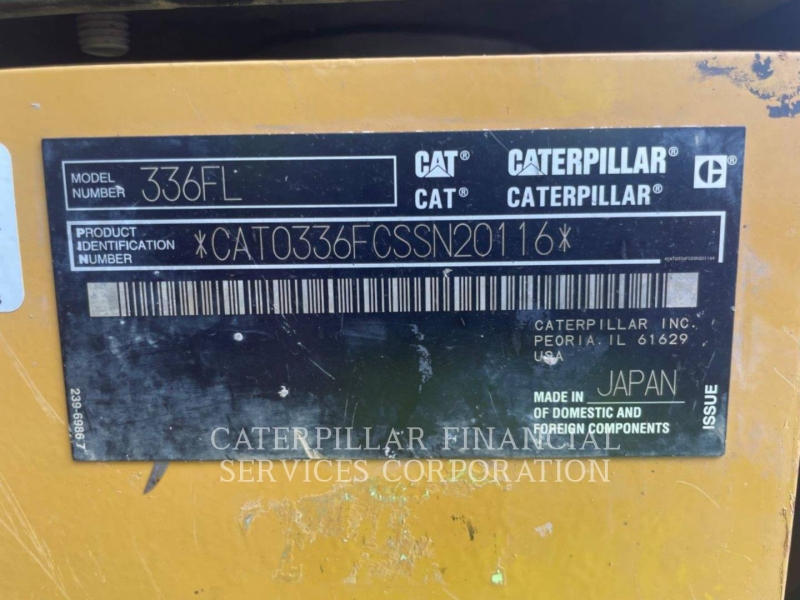 MODEL NUMBER 336FL
CAT® CATERPILLAR® C®
CAT® CATERPILLAR®
PRODUCT IDENTIFICATION NUMBER *CAT0336FCSSN20116*
CATERPILLAR INC.
PEORIA IL 61629
USA
MADE IN JAPAN
OF DOMESTIC AND
FOREIGN COMPONENTS
ISSUE
239-6986 7
CATERPILLAR FINANCIAL
SERVICES CORPORATION